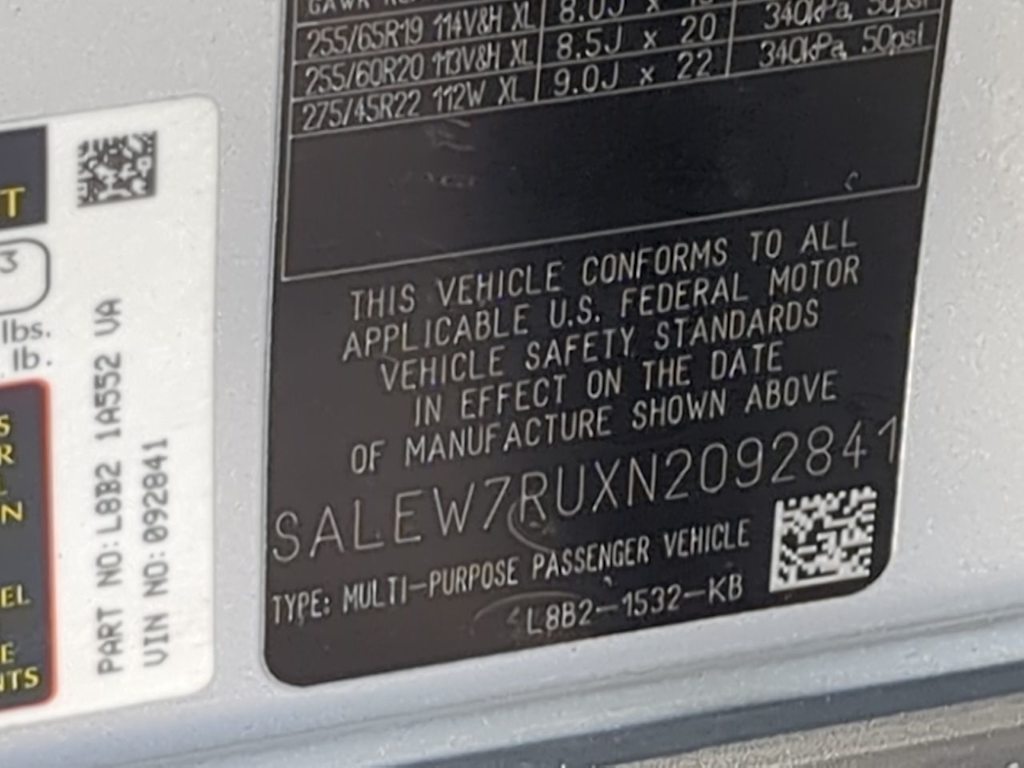 255/65R19 114V&H XL 8.0J x
255/60R20 113V&H XL 8.5J x 20 340kPa, 50psi
275/45R22 112W XL 9.0J x 22 340kPa, 50psi
THIS VEHICLE CONFORMS TO ALL
APPLICABLE U.S. FEDERAL MOTOR
VEHICLE SAFETY STANDARDS
IN EFFECT ON THE DATE
OF MANUFACTURE SHOWN ABOVE
SALEW7RUXN2092841
TYPE: MULTI-PURPOSE PASSENGER VEHICLE
L8B2-1532-KB
T
3
lbs.
lb.
S
R
N
EL
E
NTS
PART NO:L8B2 1A552 VA
VIN NO:092841